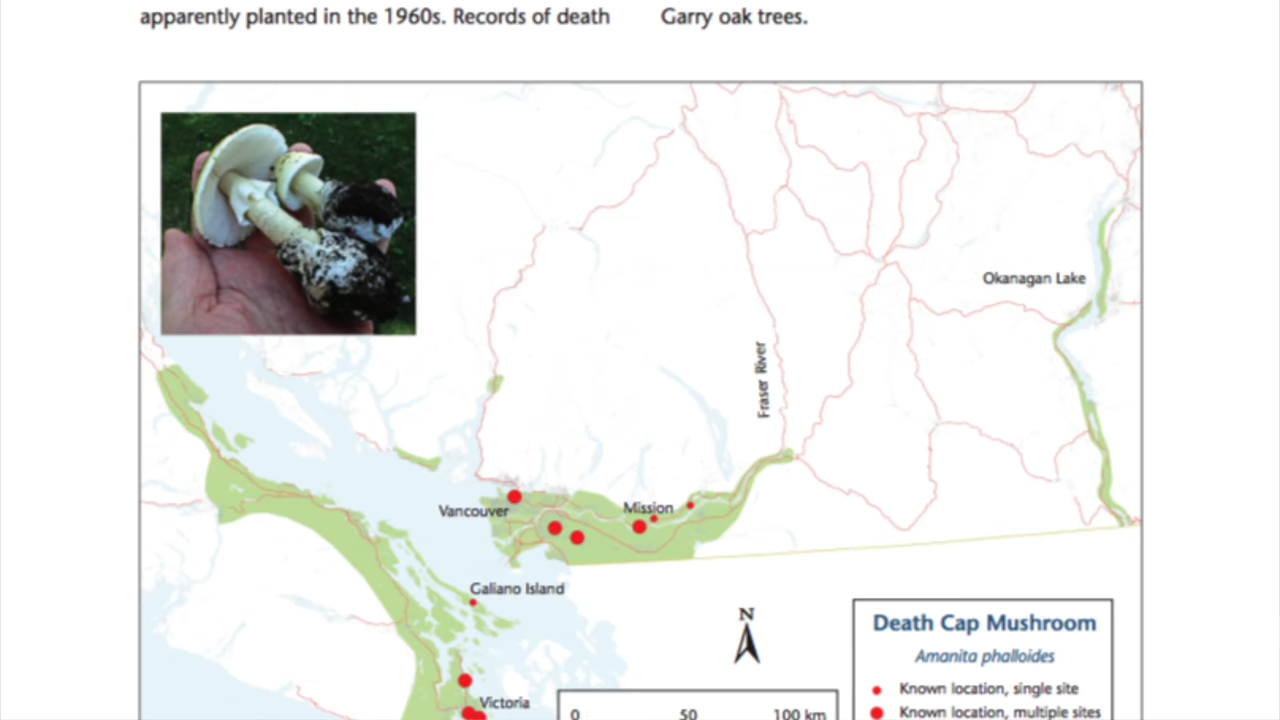 apparently planted in the 1960s. Records of death
Garry oak trees.
Okanagan Lake
Fraser River
Vancouver
Mission
Galiano Island
N
Death Cap Mushroom
Amanita phalloides
Known location, single site
Victoria
0 50 100 km
Known location, multiple sites